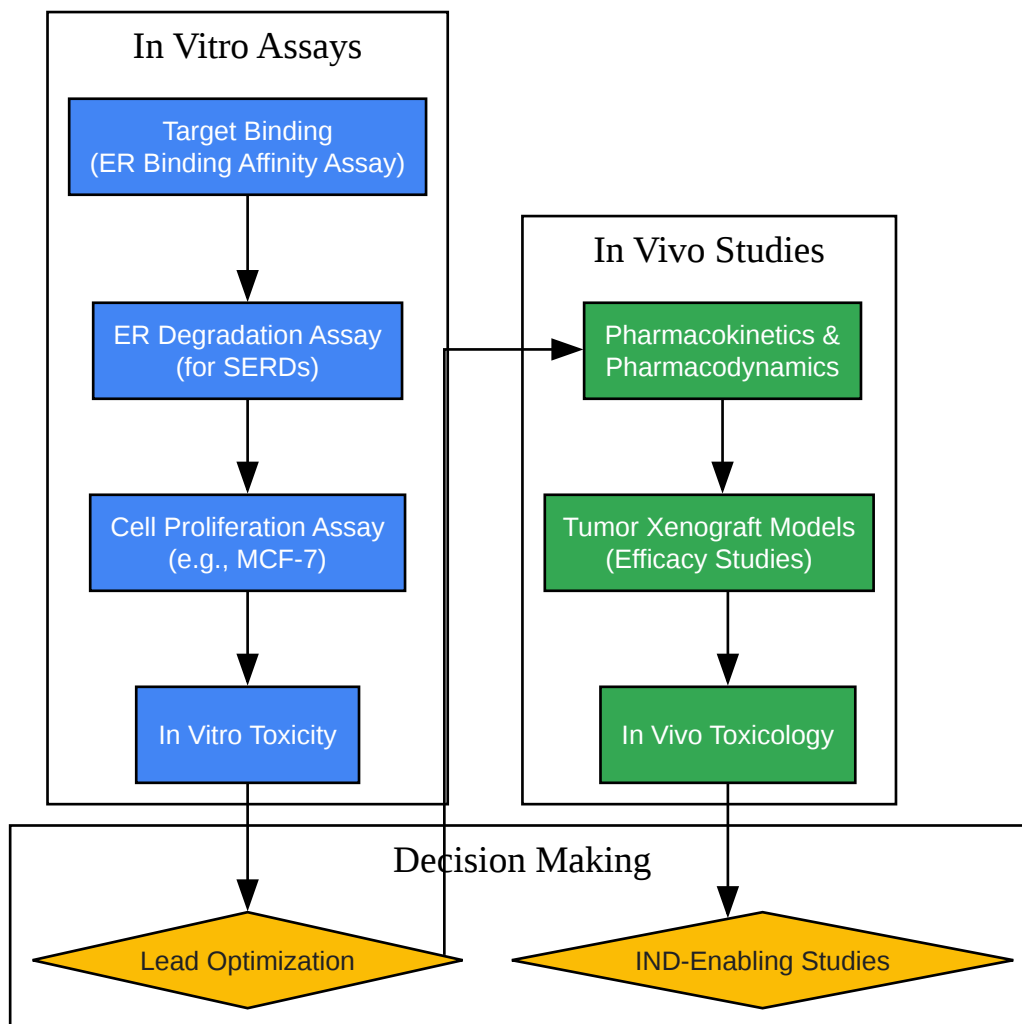 In Vitro Assays
Target Binding
(ER Binding Affinity Assay)
ER Degradation Assay
(for SERDs)
Cell Proliferation Assay
(e.g., MCF-7)
In Vitro Toxicity
In Vivo Studies
Pharmacokinetics &
Pharmacodynamics
Tumor Xenograft Models
(Efficacy Studies)
In Vivo Toxicology
Decision Making
Lead Optimization
IND-Enabling Studies